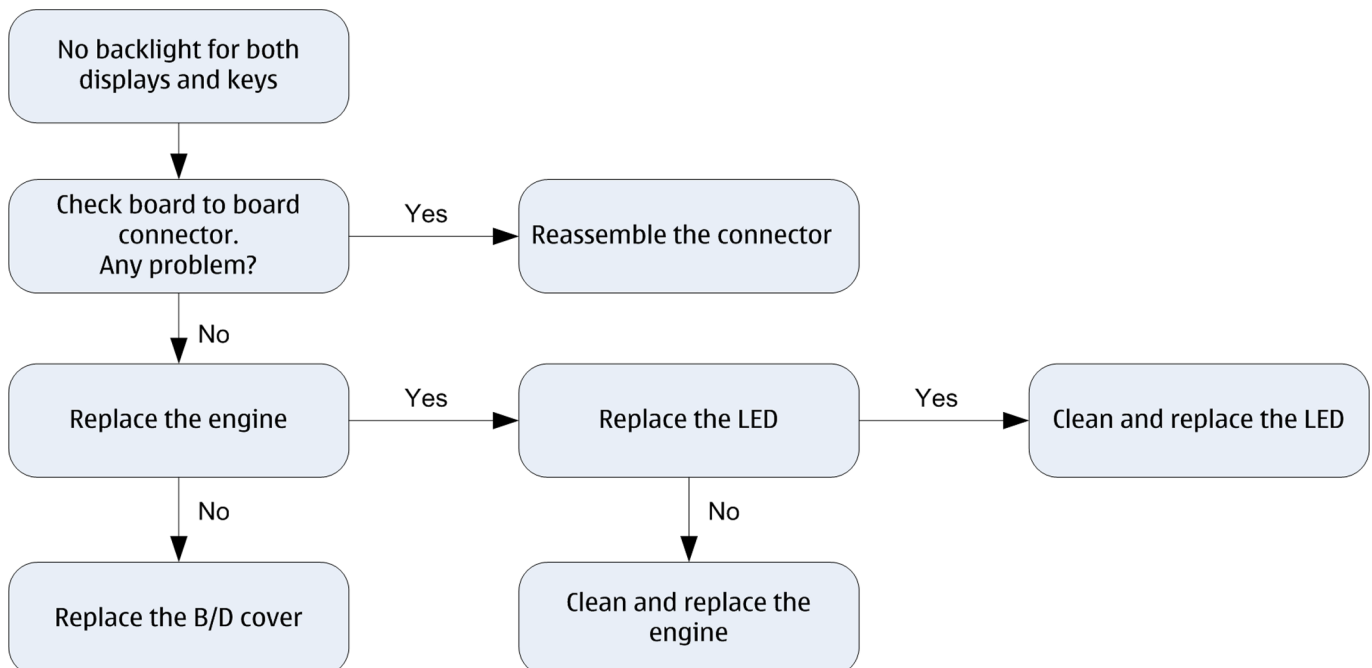 No backlight for both
displays and keys
Check board to board
connector.
Any problem?
Yes
Reassemble the connector
No
Replace the engine
Yes
Replace the LED
Yes
Clean and replace the LED
No
No
Replace the B/D cover
Clean and replace the
engine